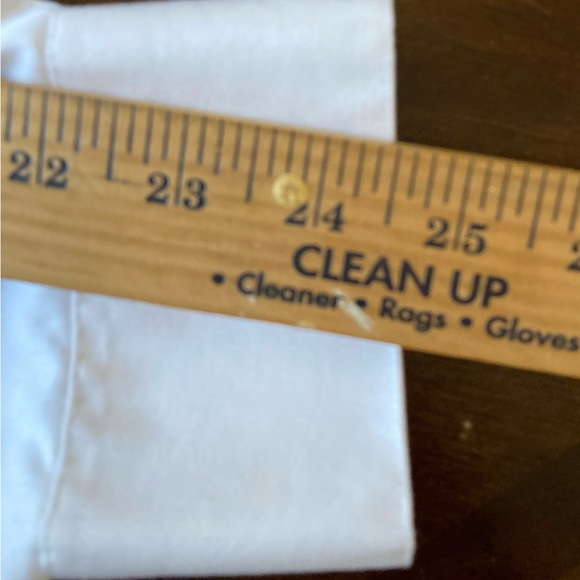 22 23 24 25
CLEAN UP
• Cleaner • Rags • Gloves